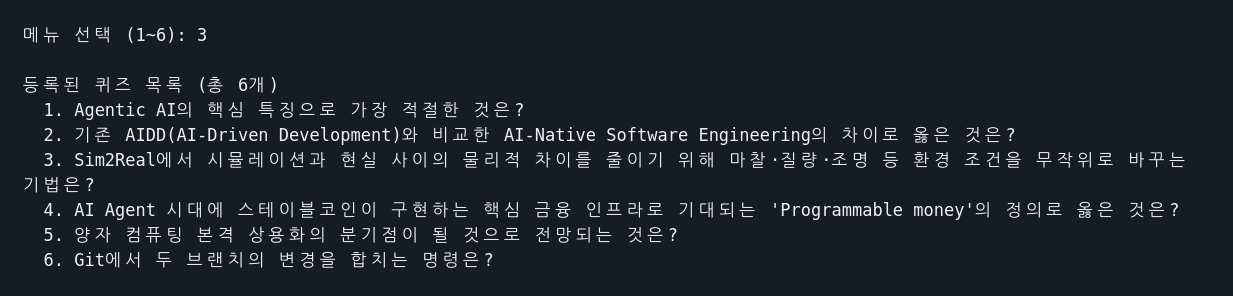 메뉴 선택 (1~6): 3
등록된 퀴즈 목록 (총 6개)
1. Agentic AI의 핵심 특징으로 가장 적절한 것은?
2. 기존 AIDD(AI-Driven Development)와 비교한 AI-Native Software Engineering의 차이로 옳은 것은?
3. Sim2Real에서 시뮬레이션과 현실 사이의 물리적 차이를 줄이기 위해 마찰·질량·조명 등 환경 조건을 무작위로 바꾸는
기법은?
4. AI Agent 시대에 스테이블코인이 구현하는 핵심 금융 인프라로 기대되는 'Programmable money'의 정의로 옳은 것은?
5. 양자 컴퓨팅 본격 상용화의 분기점이 될 것으로 전망되는 것은?
6. Git에서 두 브랜치의 변경을 합치는 명령은?